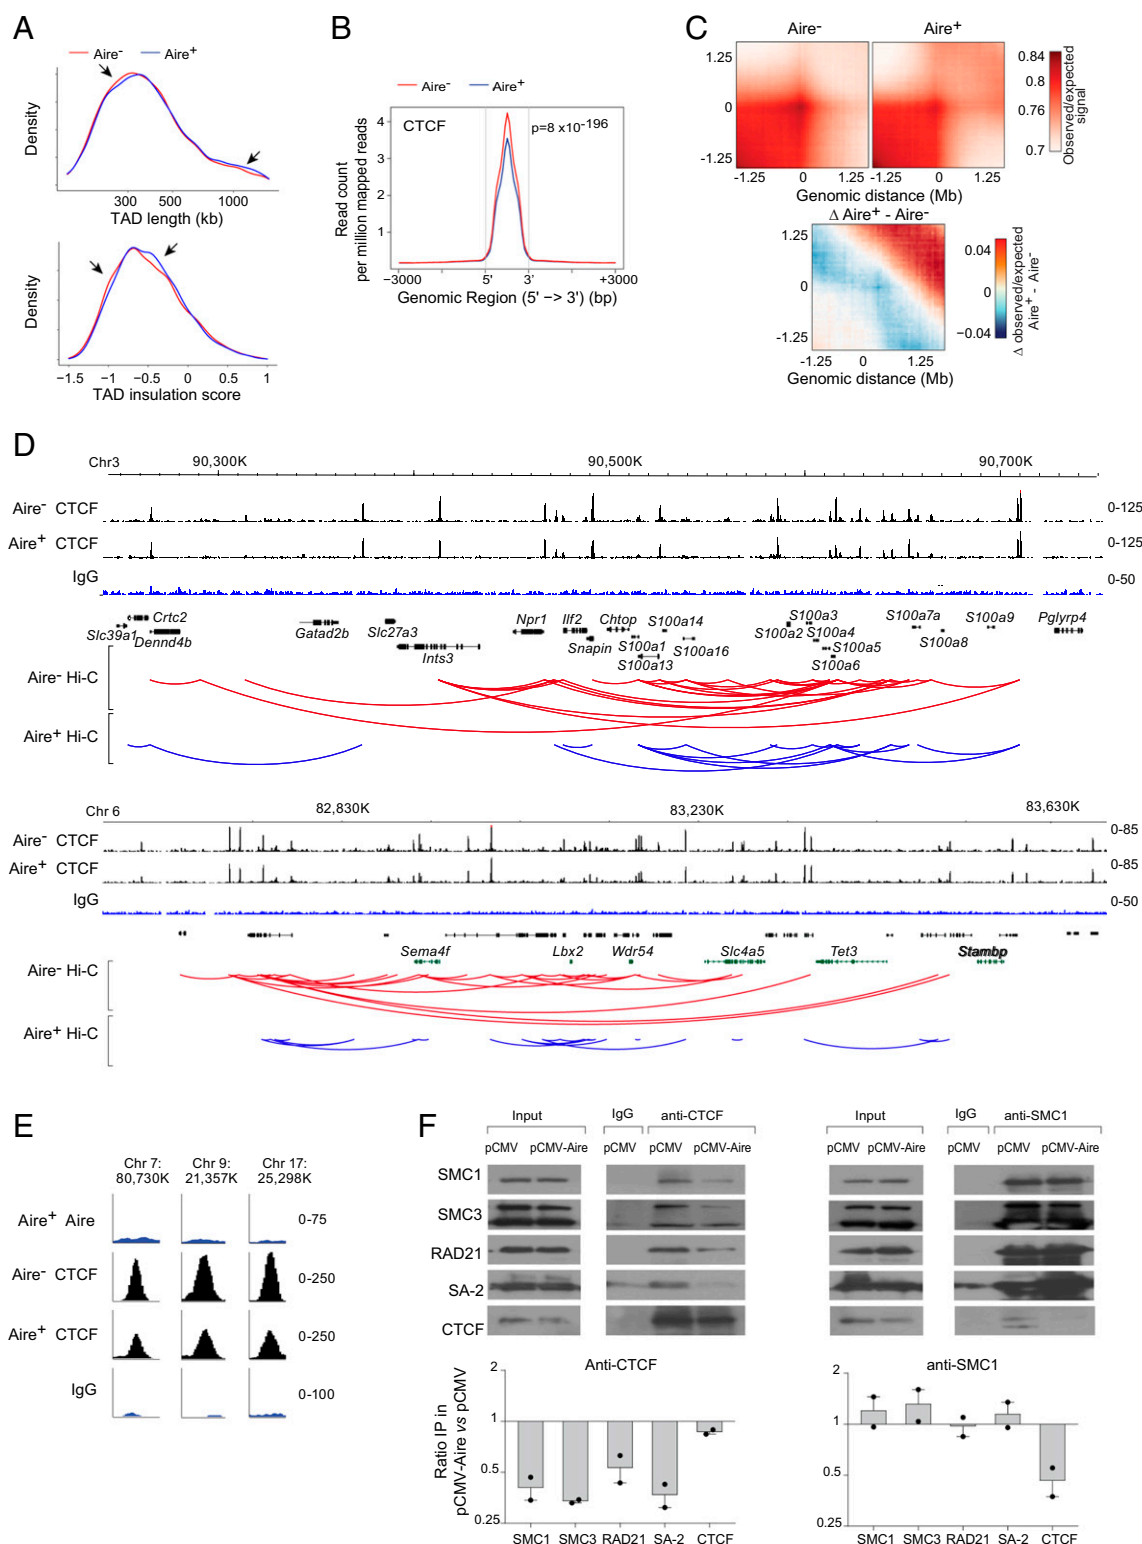 A
Aire- Aire+
Density
300 500 1000
TAD length (kb)
Density
−1.5 −1 −0.5 0 0.5 1
TAD insulation score
B
Aire- Aire+
CTCF
p=8 x10-196
4
3
2
1
Read count
per million mapped reads
−3000 5' 3' +3000
Genomic Region (5' −> 3') (bp)
C
Aire- Aire+
1.25
0
-1.25
-1.25 0 1.25 0 1.25
Genomic distance (Mb)
0.84
0.76
0.7
Observed/expected
signal
Δ Aire+ - Aire-
1.25
0
-1.25
-1.25 0 1.25
Genomic distance (Mb)
0.04
0.02
0
−0.02
−0.04
Δ observed/expected
Aire+ - Aire-
D
Chr3 90,300K 90,500K 90,700K
Aire- CTCF 0-125
Aire+ CTCF 0-125
IgG 0-50
Slc39a1 Crtc2 Dennd4b Gatad2b Slc27a3 Ints3 Npr1 Ilf2 Snapin Chtop S100a1 S100a13 S100a14 S100a16 S100a2 S100a3 S100a4 S100a5 S100a6 S100a7a S100a8 S100a9 Pglyrp4
Aire- Hi-C
Aire+ Hi-C
Chr 6 82,830K 83,230K 83,630K
Aire- CTCF 0-85
Aire+ CTCF 0-85
IgG 0-50
Sema4f Lbx2 Wdr54 Slc4a5 Tet3 Stambp
Aire- Hi-C
Aire+ Hi-C
E
Chr 7: Chr 9: Chr 17:
80,730K 21,357K 25,298K
Aire+ Aire 0-75
Aire- CTCF 0-250
Aire+ CTCF 0-250
IgG 0-100
F
Input IgG anti-CTCF
pCMV pCMV-Aire pCMV pCMV pCMV-Aire
SMC1
SMC3
RAD21
SA-2
CTCF
Input IgG anti-SMC1
pCMV pCMV-Aire pCMV pCMV pCMV-Aire
Anti-CTCF
2
1
0.5
0.25
Ratio IP in
pCMV-Aire vs pCMV
SMC1 SMC3 RAD21 SA-2 CTCF
anti-SMC1
2
1
0.5
0.25
SMC1 SMC3 RAD21 SA-2 CTCF